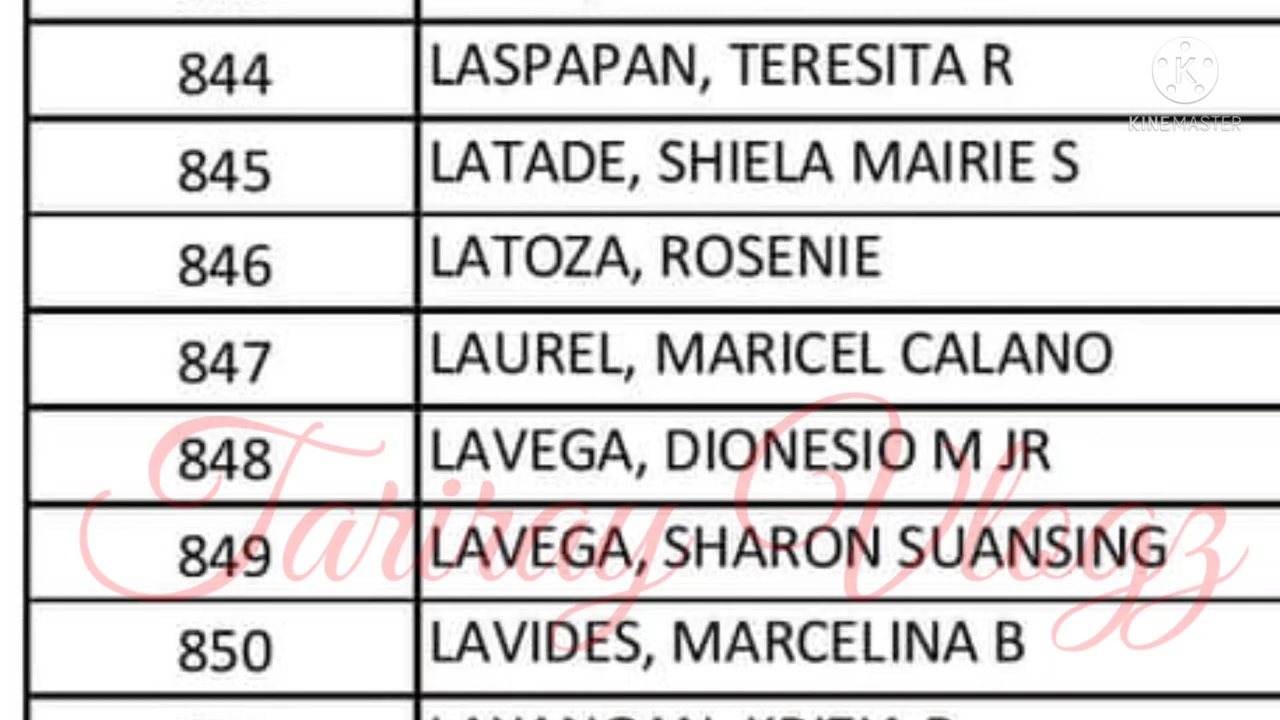 844 LASPAPAN, TERESITA R
KINEMASTER
845 LATADE, SHIELA MAIRIE S
846 LATOZA, ROSENIE
847 LAUREL, MARICEL CALANO
848 LAVEGA, DIONESIO M JR
Tariray Vlogz
849 LAVEGA, SHARON SUANSING
850 LAVIDES, MARCELINA B